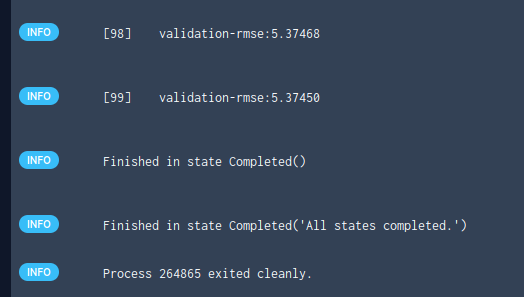 INFO [98] validation-rmse:5.37468
INFO [99] validation-rmse:5.37450
INFO Finished in state Completed()
INFO Finished in state Completed('All states completed.')
INFO Process 264865 exited cleanly.